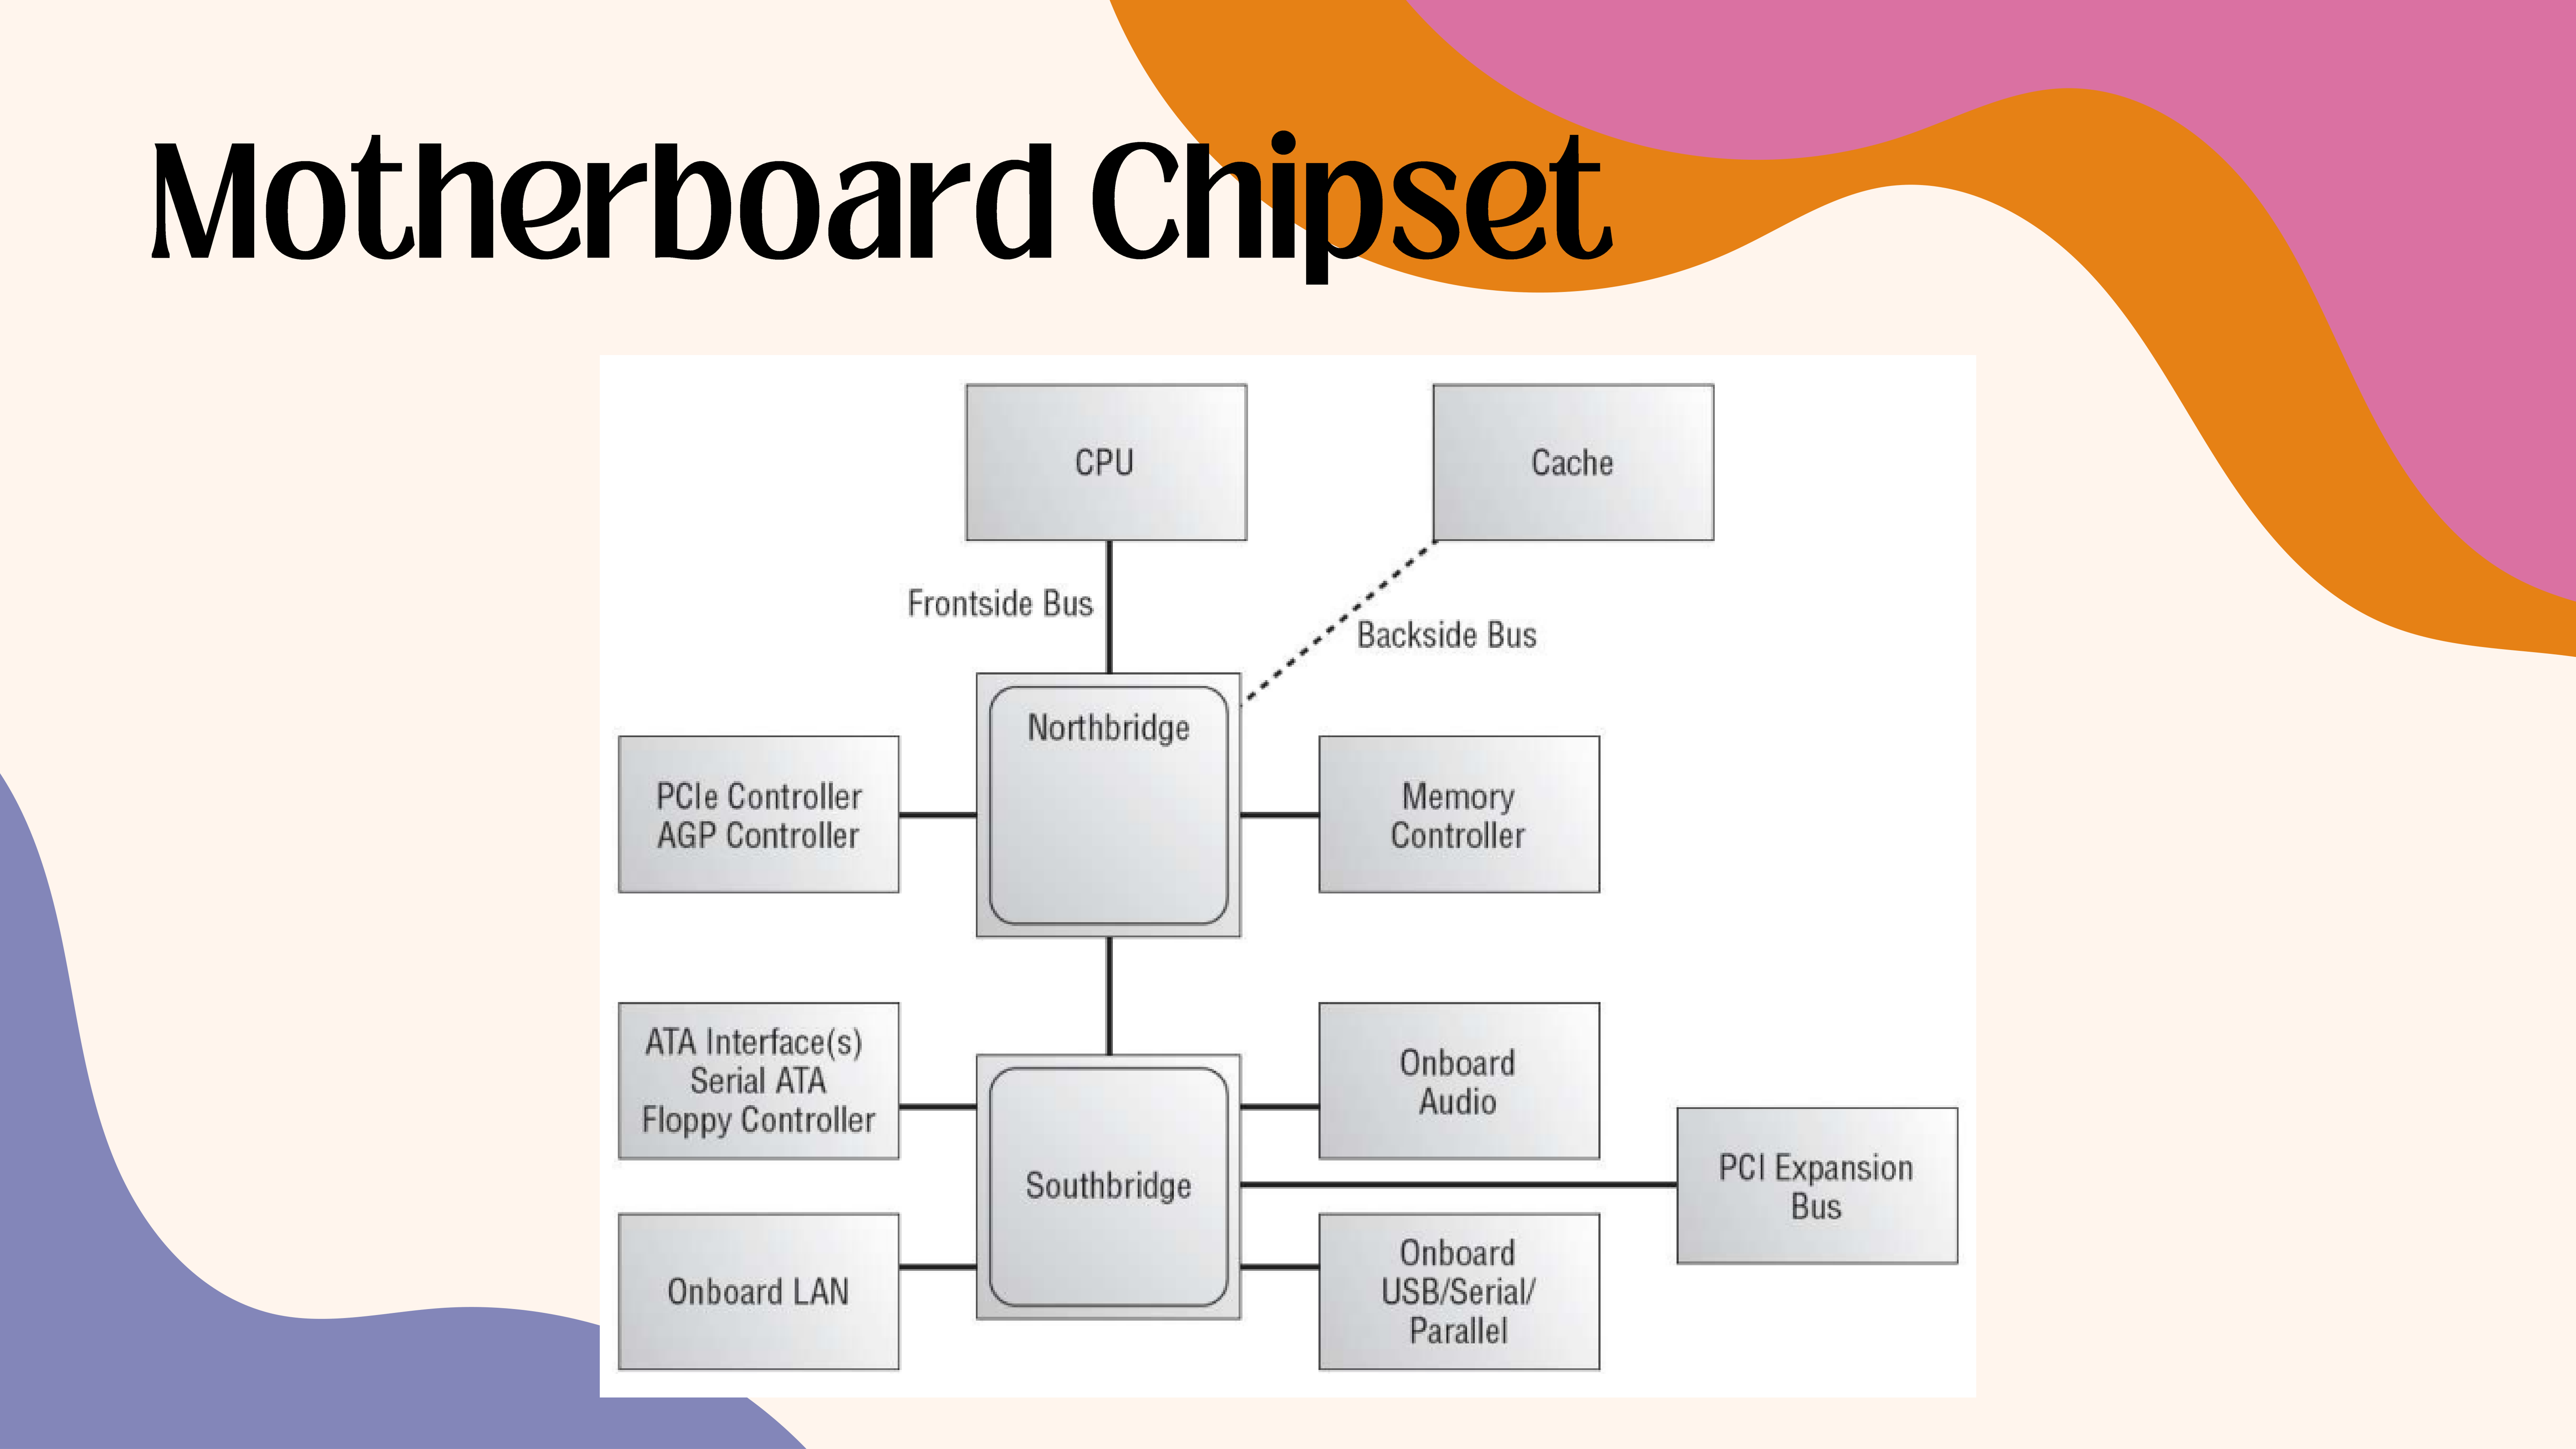 Motherboard Chipset
CPU
Cache
Frontside Bus
Backside Bus
Northbridge
PCIe Controller
AGP Controller
Memory
Controller
ATA Interface(s)
Serial ATA
Floppy Controller
Onboard
Audio
Southbridge
PCI Expansion
Bus
Onboard LAN
Onboard
USB/Serial/
Parallel